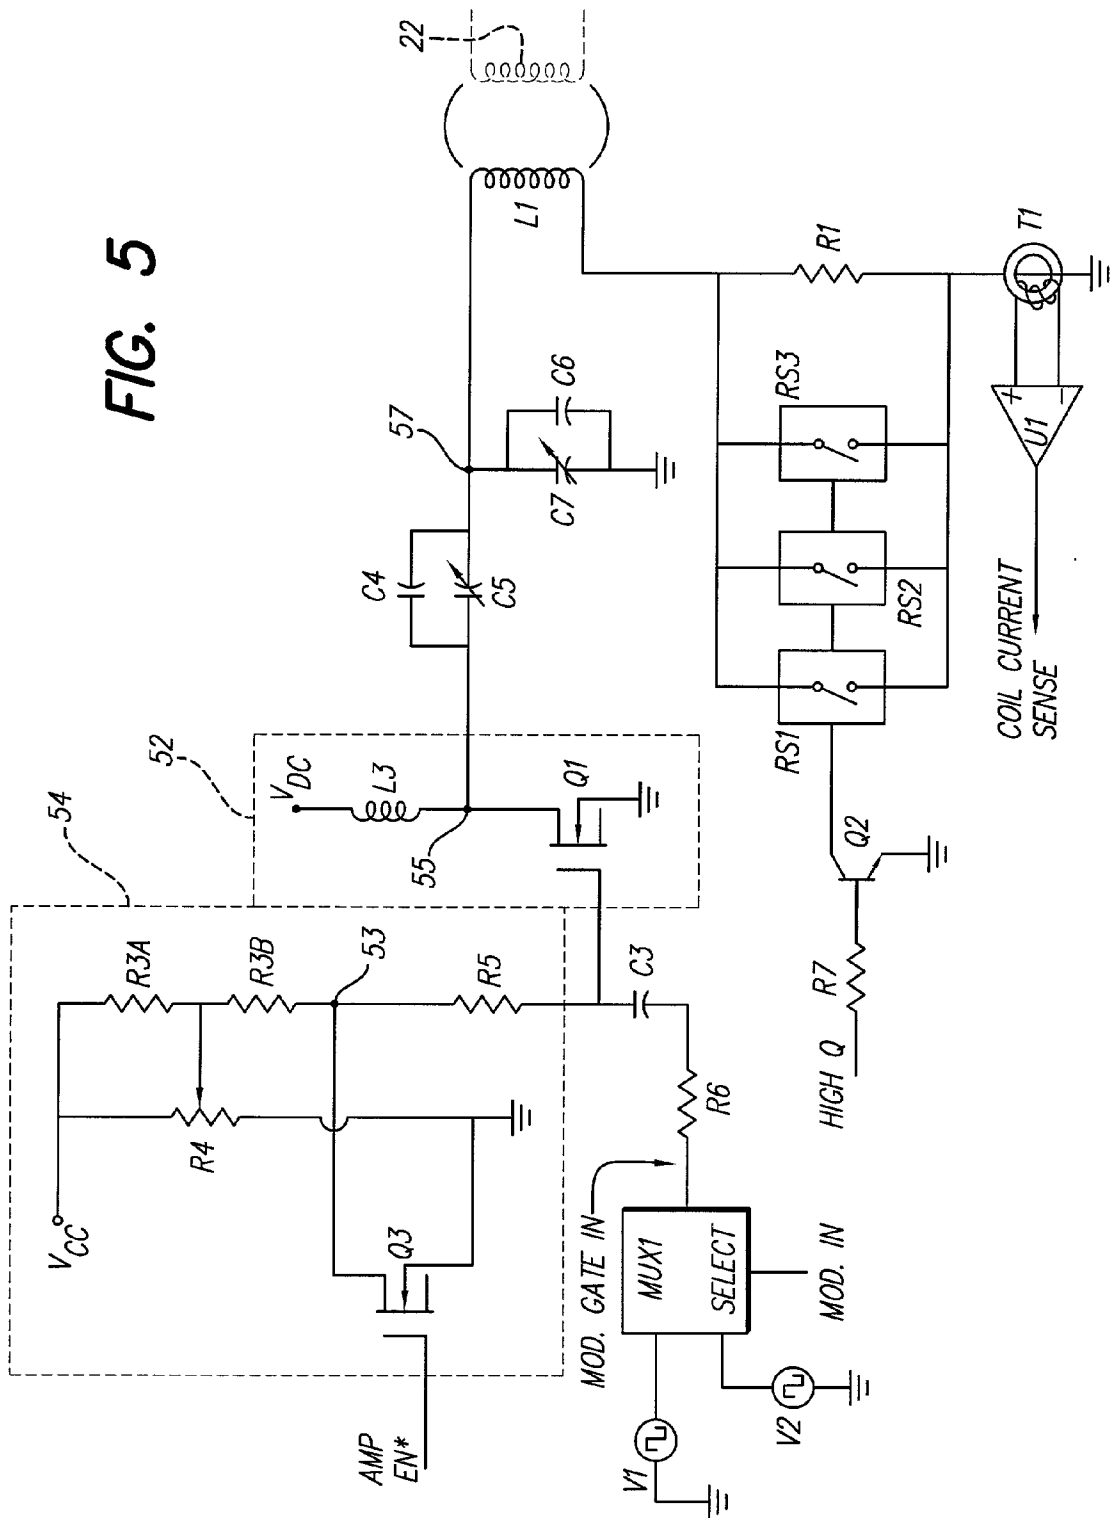 FIG. 5
54
52
22
57
55
53
V_CC
R3A
R3B
R4
R5
Q3
AMP
EN*
V_DC
L3
Q1
C3
C4
C5
C6
C7
L1
R6
MOD. GATE IN
MUX1
SELECT
MOD. IN
V1
V2
HIGH Q
R7
Q2
RS1
RS2
RS3
R1
T1
+
U1
−
COIL CURRENT
SENSE